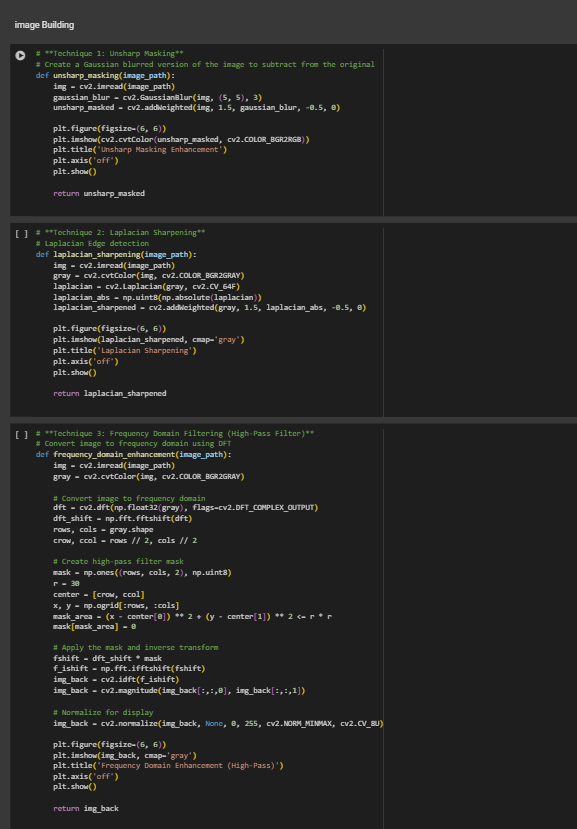 image Building
# **Technique 1: Unsharp Masking**
# Create a Gaussian blurred version of the image to subtract from the original
def unsharp_masking(image_path):
    img = cv2.imread(image_path)
    gaussian_blur = cv2.GaussianBlur(img, (5, 5), 3)
    unsharp_masked = cv2.addWeighted(img, 1.5, gaussian_blur, -0.5, 0)
    plt.figure(figsize=(6, 6))
    plt.imshow(cv2.cvtColor(unsharp_masked, cv2.COLOR_BGR2RGB))
    plt.title('Unsharp Masking Enhancement')
    plt.axis('off')
    plt.show()
    return unsharp_masked
[ ] # **Technique 2: Laplacian Sharpening**
# Laplacian Edge detection
def laplacian_sharpening(image_path):
    img = cv2.imread(image_path)
    gray = cv2.cvtColor(img, cv2.COLOR_BGR2GRAY)
    laplacian = cv2.Laplacian(gray, cv2.CV_64F)
    laplacian_abs = np.uint8(np.absolute(laplacian))
    laplacian_sharpened = cv2.addWeighted(gray, 1.5, laplacian_abs, -0.5, 0)
    plt.figure(figsize=(6, 6))
    plt.imshow(laplacian_sharpened, cmap='gray')
    plt.title('Laplacian Sharpening')
    plt.axis('off')
    plt.show()
    return laplacian_sharpened
[ ] # **Technique 3: Frequency Domain Filtering (High-Pass Filter)**
# Convert image to frequency domain using DFT
def frequency_domain_enhancement(image_path):
    img = cv2.imread(image_path)
    gray = cv2.cvtColor(img, cv2.COLOR_BGR2GRAY)
    # Convert image to frequency domain
    dft = cv2.dft(np.float32(gray), flags=cv2.DFT_COMPLEX_OUTPUT)
    dft_shift = np.fft.fftshift(dft)
    rows, cols = gray.shape
    crow, ccol = rows // 2, cols // 2
    # Create high-pass filter mask
    mask = np.ones((rows, cols, 2), np.uint8)
    r = 30
    center = [crow, ccol]
    x, y = np.ogrid[:rows, :cols]
    mask_area = (x - center[0]) ** 2 + (y - center[1]) ** 2 <= r * r
    mask[mask_area] = 0
    # Apply the mask and inverse transform
    fshift = dft_shift * mask
    f_ishift = np.fft.ifftshift(fshift)
    img_back = cv2.idft(f_ishift)
    img_back = cv2.magnitude(img_back[:,:,0], img_back[:,:,1])
    # Normalize for display
    img_back = cv2.normalize(img_back, None, 0, 255, cv2.NORM_MINMAX, cv2.CV_8U)
    plt.figure(figsize=(6, 6))
    plt.imshow(img_back, cmap='gray')
    plt.title('Frequency Domain Enhancement (High-Pass)')
    plt.axis('off')
    plt.show()
    return img_back